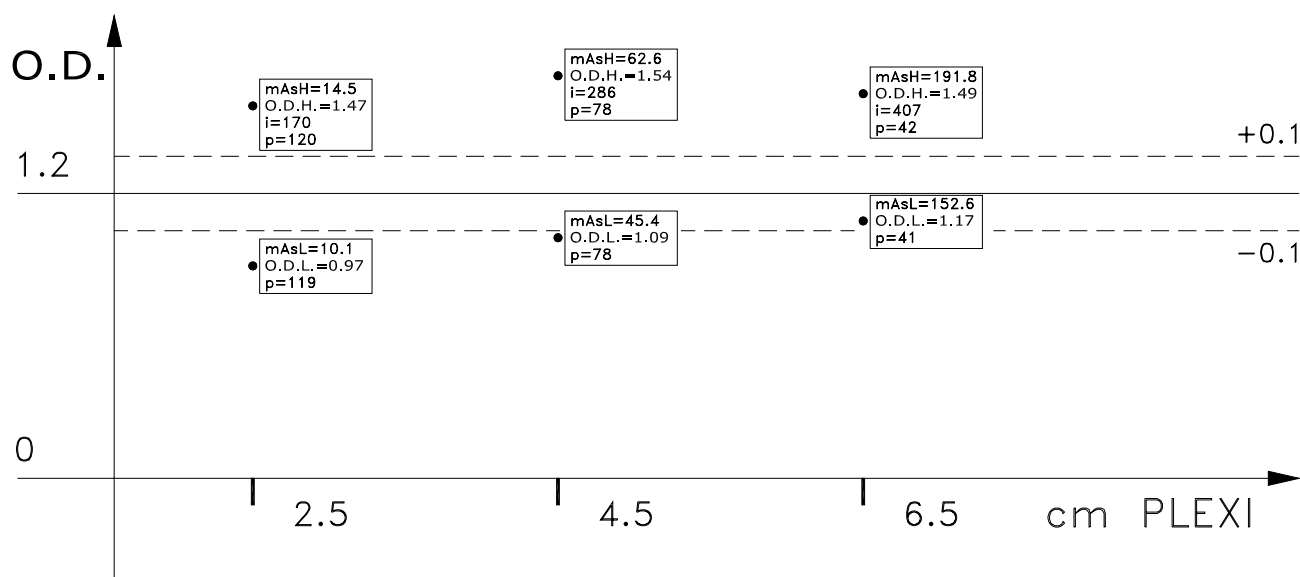 O.D.
mAsH=14.5
O.D.H.=1.47
i=170
p=120
mAsH=62.6
O.D.H.=1.54
i=286
p=78
mAsH=191.8
O.D.H.=1.49
i=407
p=42
+0.1
1.2
mAsL=10.1
O.D.L.=0.97
p=119
mAsL=45.4
O.D.L.=1.09
p=78
mAsL=152.6
O.D.L.=1.17
p=41
−0.1
0
2.5
4.5
6.5
cm PLEXI